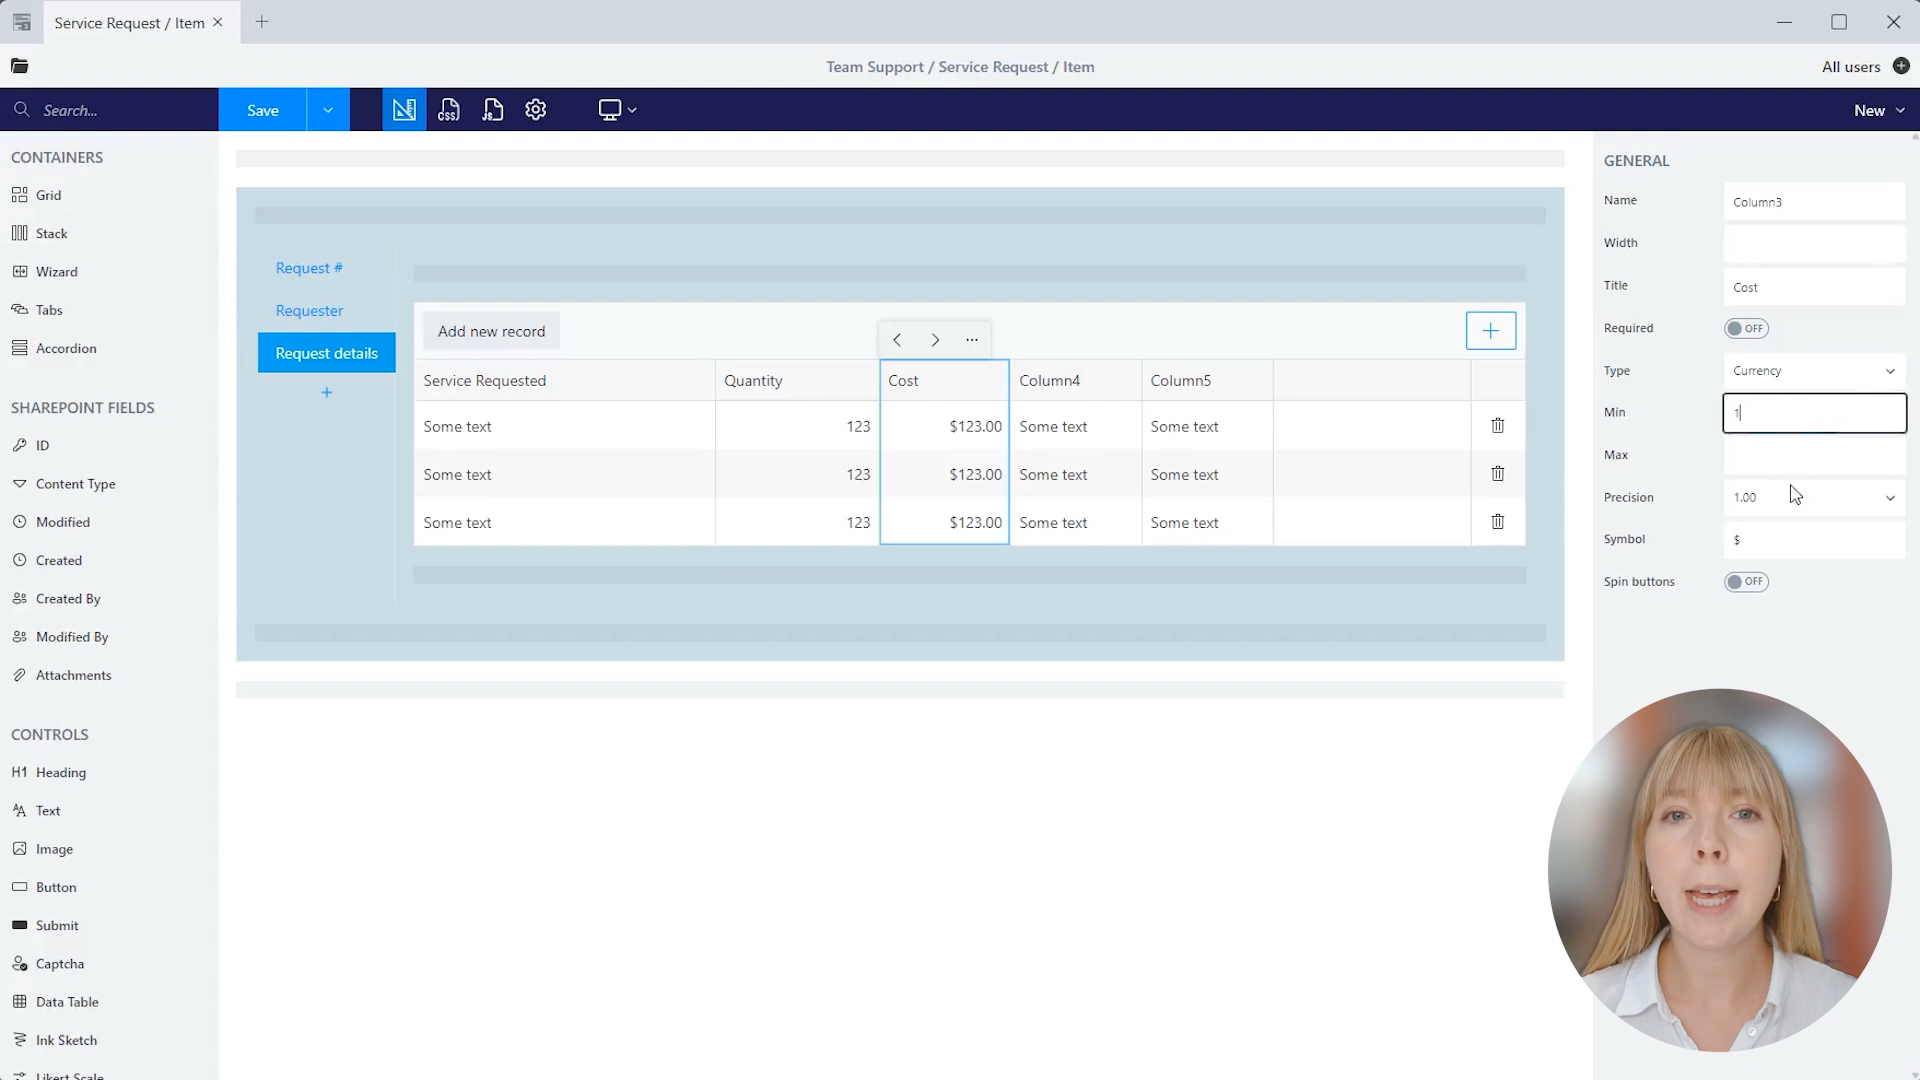 Service Request / Item
Team Support / Service Request / Item
All users
Search...
Save
CSS
JS
New
CONTAINERS
Grid
Stack
Wizard
Tabs
Accordion
SHAREPOINT FIELDS
ID
Content Type
Modified
Created
Created By
Modified By
Attachments
CONTROLS
H1 Heading
Text
Image
Button
Submit
Captcha
Data Table
Ink Sketch
Likert Scale
Request #
Requester
Request details
+
Add new record
Service Requested Quantity Cost Column4 Column5
Some text 123 $123.00 Some text Some text
Some text 123 $123.00 Some text Some text
Some text 123 $123.00 Some text Some text
GENERAL
Name Column3
Width
Title Cost
Required OFF
Type Currency
Min 1
Max
Precision 1.00
Symbol $
Spin buttons OFF